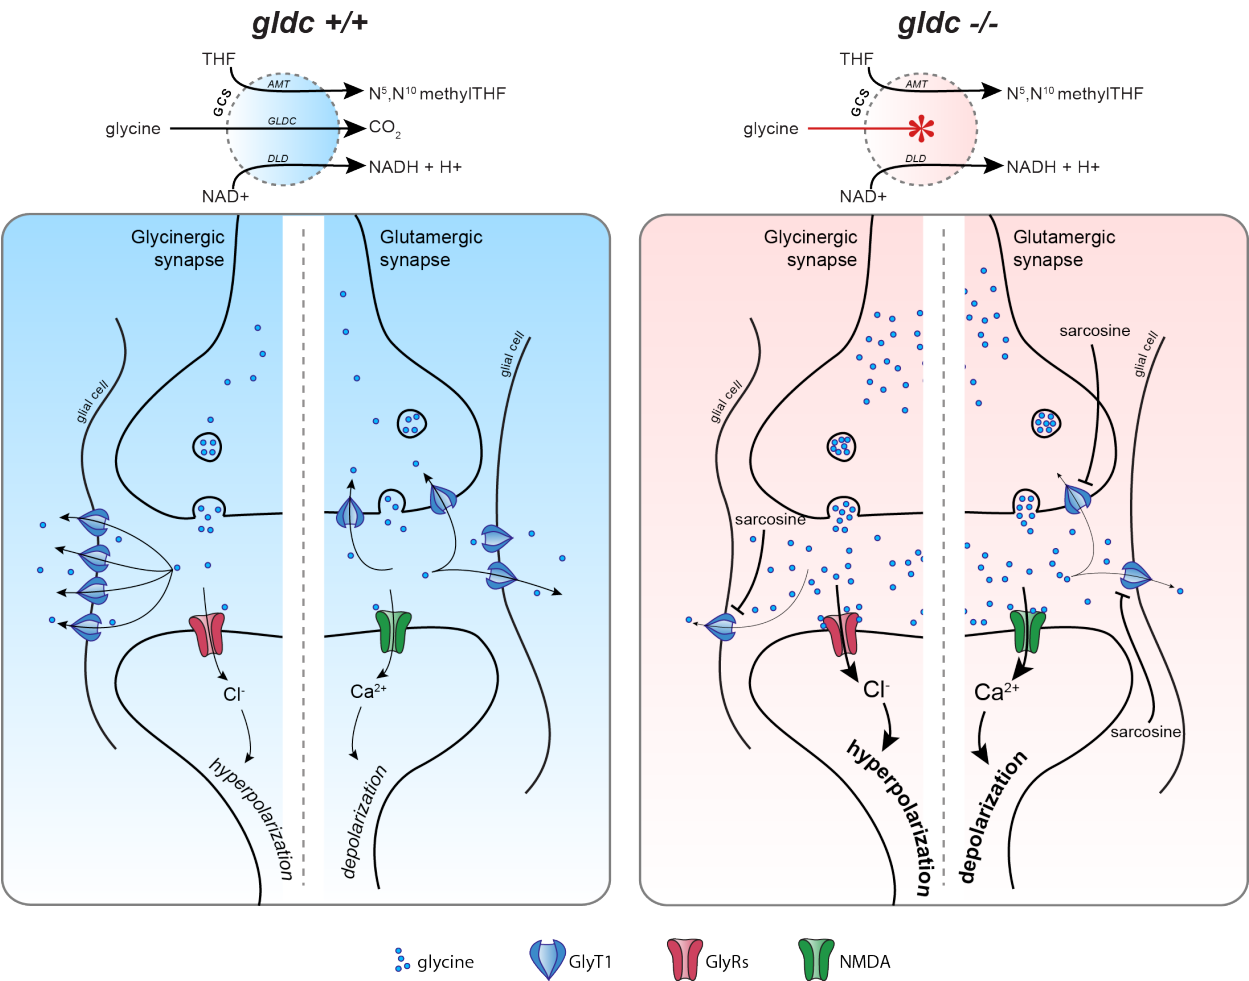 gldc +/+
THF
AMT
N⁵,N¹⁰ methylTHF
GCS
glycine
GLDC
CO₂
DLD
NADH + H+
NAD+
Glycinergic
synapse
Glutamergic
synapse
glial cell
glial cell
Cl⁻
Ca²⁺
hyperpolarization
depolarization
gldc -/-
THF
AMT
N⁵,N¹⁰ methylTHF
GCS
glycine
*
DLD
NADH + H+
NAD+
Glycinergic
synapse
Glutamergic
synapse
sarcosine
glial cell
glial cell
sarcosine
Cl⁻
Ca²⁺
sarcosine
hyperpolarization
depolarization
glycine
GlyT1
GlyRs
NMDA